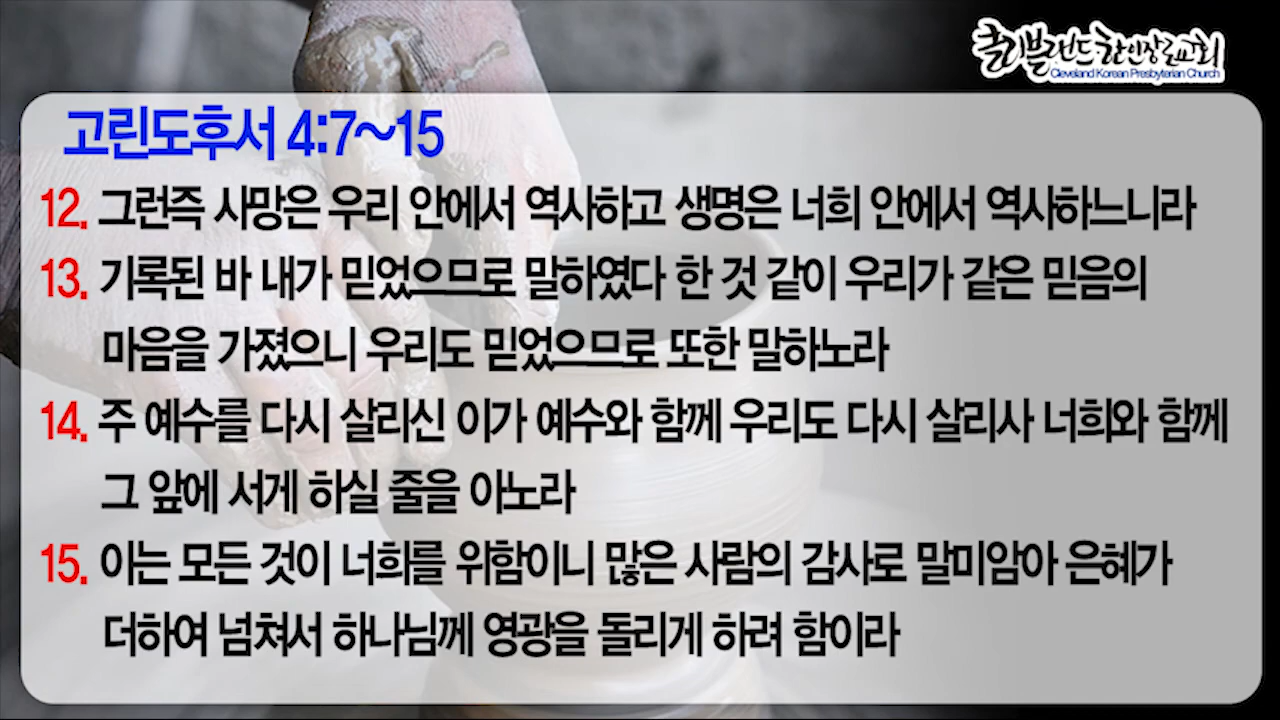 클리블랜드 한인장로교회
Cleveland Korean Presbyterian Church
고린도후서 4:7~15
12. 그런즉 사망은 우리 안에서 역사하고 생명은 너희 안에서 역사하느니라
13. 기록된 바 내가 믿었으므로 말하였다 한 것 같이 우리가 같은 믿음의
마음을 가졌으니 우리도 믿었으므로 또한 말하노라
14. 주 예수를 다시 살리신 이가 예수와 함께 우리도 다시 살리사 너희와 함께
그 앞에 서게 하실 줄을 아노라
15. 이는 모든 것이 너희를 위함이니 많은 사람의 감사로 말미암아 은혜가
더하여 넘쳐서 하나님께 영광을 돌리게 하려 함이라